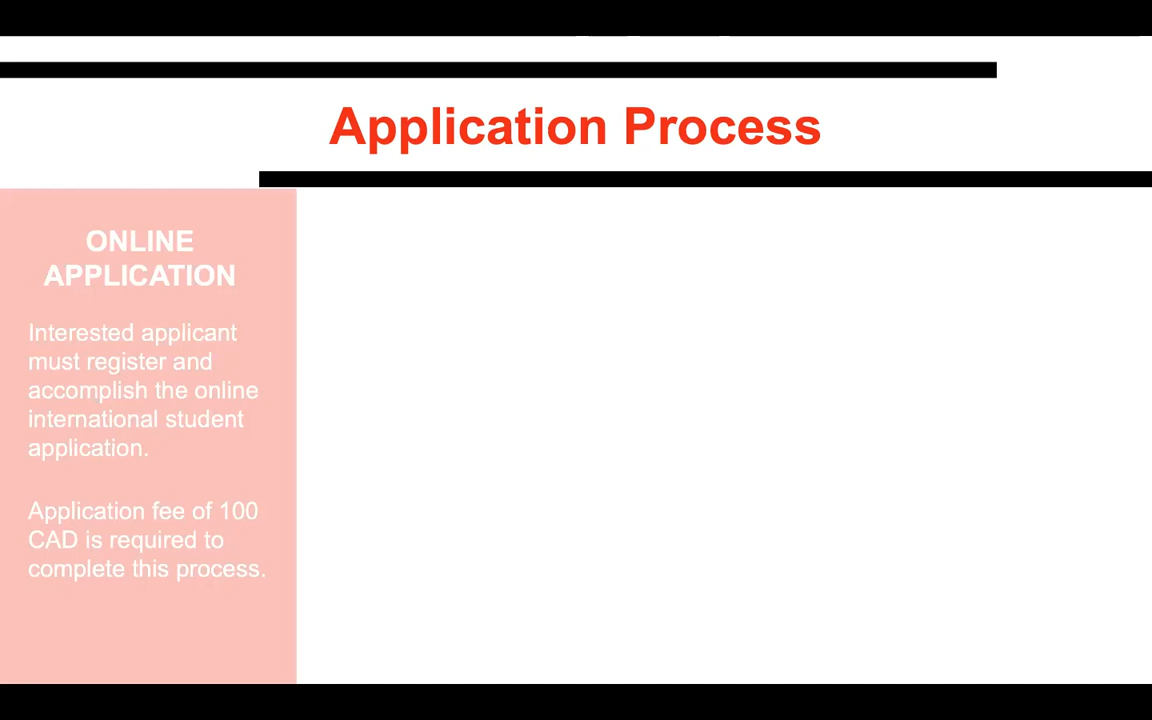 Application Process
ONLINE
APPLICATION
Interested applicant
must register and
accomplish the online
international student
application.
Application fee of 100
CAD is required to
complete this process.